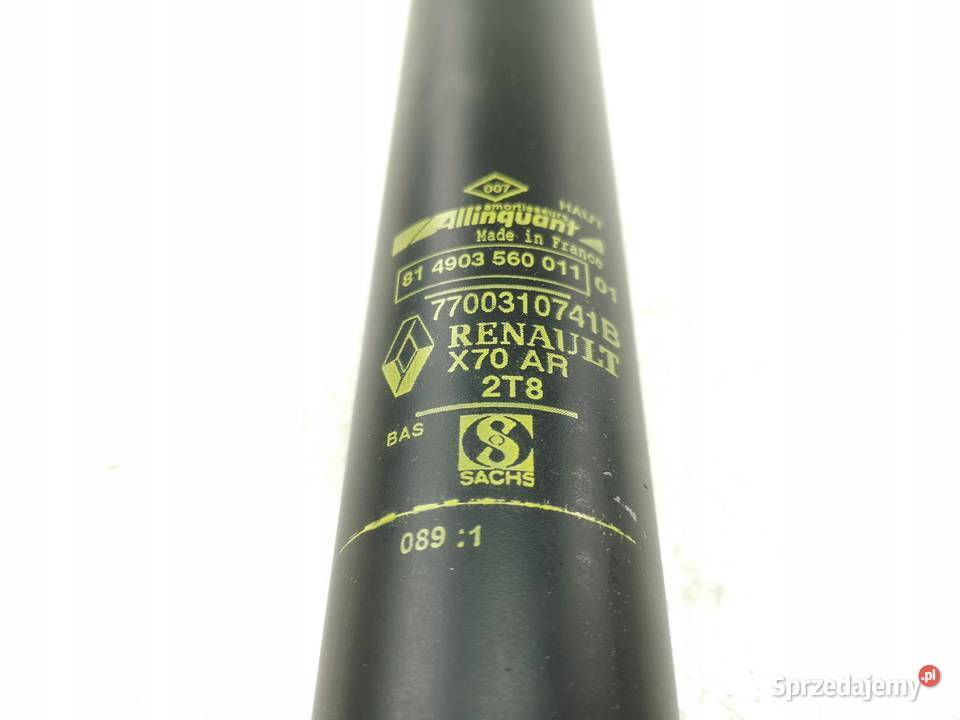 007
HAUT
amortisseurs
Allinquant
Made in France
81 4903 560 011 01
7700310741B
RENAULT
X70 AR
2T8
BAS
SACHS
089 :1
Sprzedajemy.pl